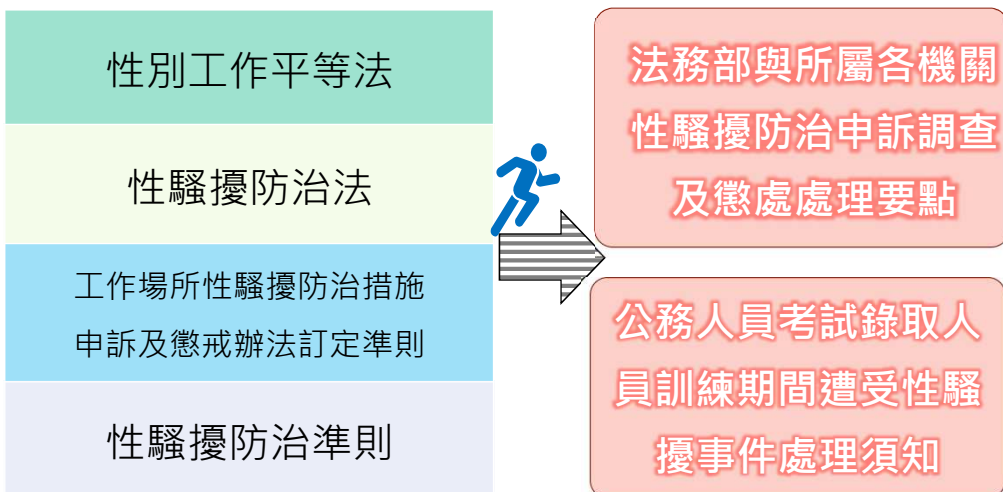 性別工作平等法
性騷擾防治法
工作場所性騷擾防治措施
申訴及懲戒辦法訂定準則
性騷擾防治準則
法務部與所屬各機關
性騷擾防治申訴調查
及懲處處理要點
公務人員考試錄取人
員訓練期間遭受性騷
擾事件處理須知